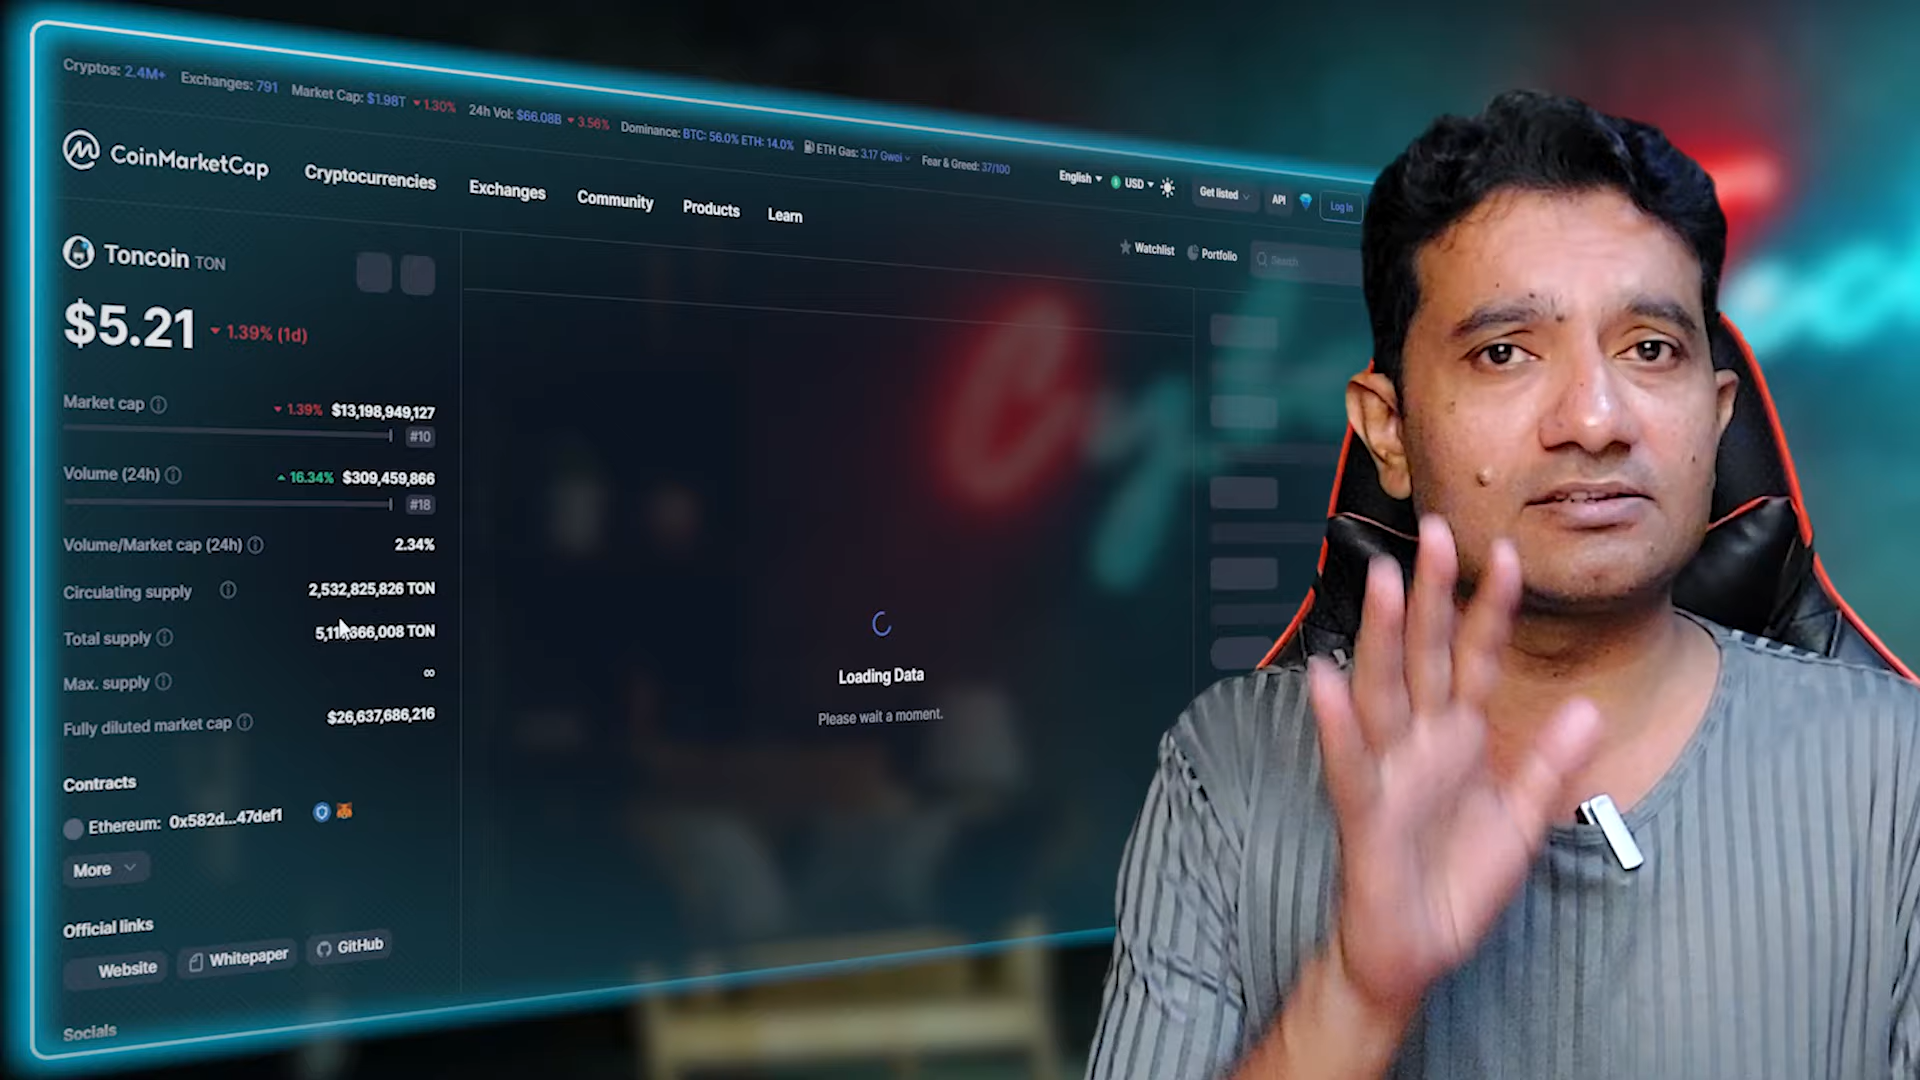 Cryptos: 2.4M+ Exchanges: 791 Market Cap: $1.98T 1.30% 24h Vol: $66.08B 3.56% Dominance: BTC: 56.0% ETH: 14.0% ETH Gas: 3.17 Gwei Fear & Greed: 37/100
English USD Get listed API Log In
CoinMarketCap Cryptocurrencies Exchanges Community Products Learn
Watchlist Portfolio Search
Toncoin TON
$5.21 1.39% (1d)
Market cap 1.39% $13,198,949,127
#10
Volume (24h) 16.34% $309,459,866
#18
Volume/Market cap (24h) 2.34%
Circulating supply 2,532,825,826 TON
Total supply 366,008 TON
Max. supply ∞
Fully diluted market cap $26,637,686,216
Loading Data
Please wait a moment.
Contracts
Ethereum: 0x582d...47def1
More
Official links
Website Whitepaper GitHub
Socials